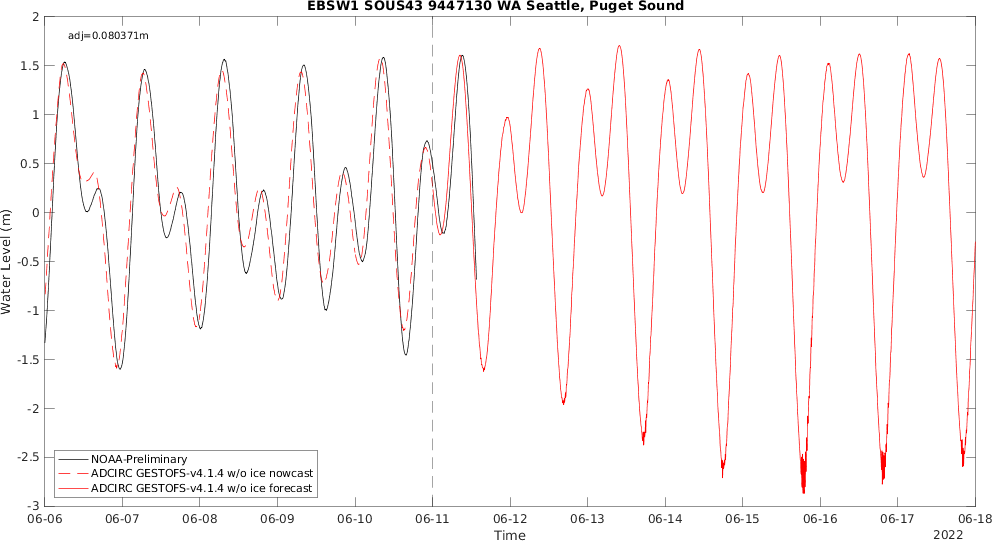 EBSW1 SOUS43 9447130 WA Seattle, Puget Sound
adj=0.080371m
2
1.5
1
0.5
0
-0.5
-1
-1.5
-2
-2.5
-3
Water Level (m)
NOAA-Preliminary
ADCIRC GESTOFS-v4.1.4 w/o ice nowcast
ADCIRC GESTOFS-v4.1.4 w/o ice forecast
06-06 06-07 06-08 06-09 06-10 06-11 06-12 06-13 06-14 06-15 06-16 06-17 06-18
Time
2022